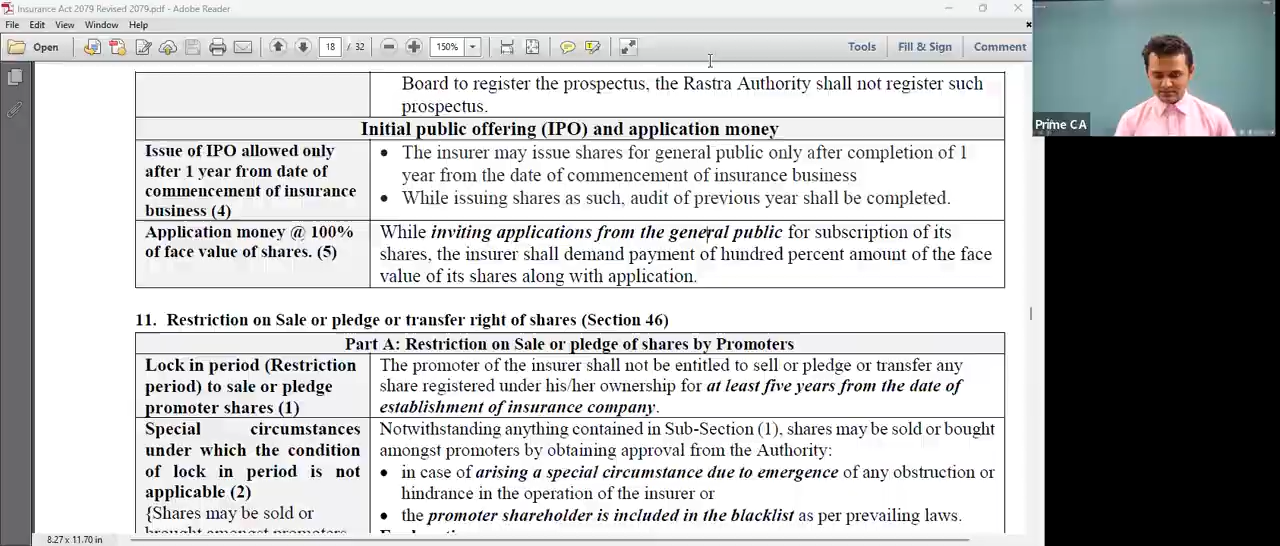 Insurance Act 2079 Revised 2079.pdf - Adobe Reader
File Edit View Window Help
Open 18 / 32 150% Tools Fill & Sign Comment
Board to register the prospectus, the Rastra Authority shall not register such
prospectus.
Initial public offering (IPO) and application money
Issue of IPO allowed only
after 1 year from date of
commencement of insurance
business (4)
• The insurer may issue shares for general public only after completion of 1
year from the date of commencement of insurance business
• While issuing shares as such, audit of previous year shall be completed.
Application money @ 100%
of face value of shares. (5)
While inviting applications from the general public for subscription of its
shares, the insurer shall demand payment of hundred percent amount of the face
value of its shares along with application.
11. Restriction on Sale or pledge or transfer right of shares (Section 46)
Part A: Restriction on Sale or pledge of shares by Promoters
Lock in period (Restriction
period) to sale or pledge
promoter shares (1)
The promoter of the insurer shall not be entitled to sell or pledge or transfer any
share registered under his/her ownership for at least five years from the date of
establishment of insurance company.
Special circumstances
under which the condition
of lock in period is not
applicable (2)
{Shares may be sold or
brought amongst promoters
Notwithstanding anything contained in Sub-Section (1), shares may be sold or bought
amongst promoters by obtaining approval from the Authority:
• in case of arising a special circumstance due to emergence of any obstruction or
hindrance in the operation of the insurer or
• the promoter shareholder is included in the blacklist as per prevailing laws.
8.27 x 11.70 in
Prime CA